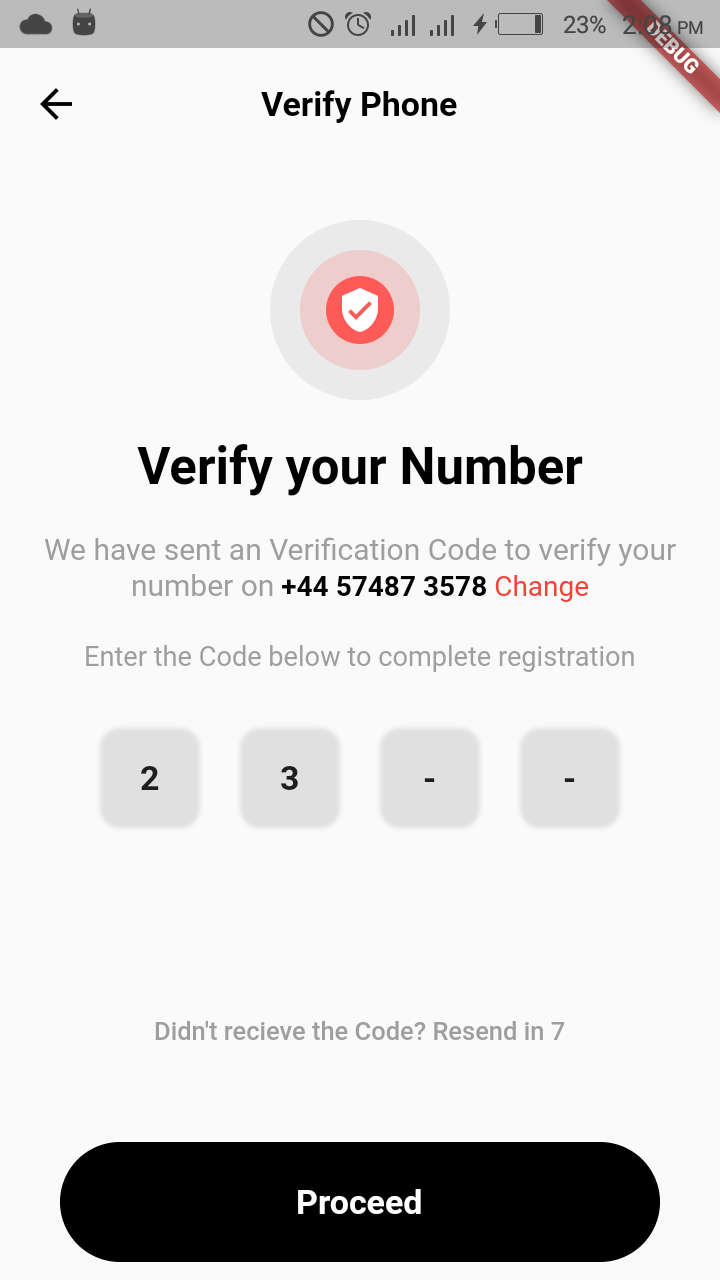 23% 2:08 PM
DEBUG
Verify Phone
Verify your Number
We have sent an Verification Code to verify your
number on +44 57487 3578 Change
Enter the Code below to complete registration
2 3 - -
Didn't recieve the Code? Resend in 7
Proceed